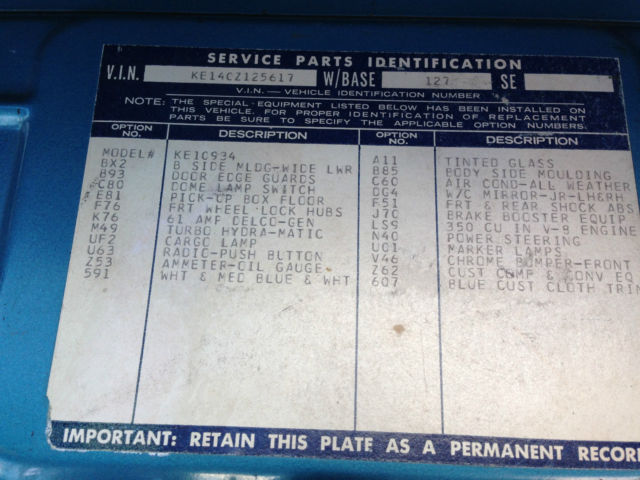 SERVICE PARTS IDENTIFICATION
V.I.N. KE14CZ125617 W/BASE 127 SE
V.I.N. — VEHICLE IDENTIFICATION NUMBER
NOTE: THE SPECIAL EQUIPMENT LISTED BELOW HAS BEEN INSTALLED ON
THIS VEHICLE. FOR PROPER IDENTIFICATION OF REPLACEMENT
PARTS BE SURE TO SPECIFY THE APPLICABLE OPTION NUMBERS.
OPTION NO. DESCRIPTION OPTION NO. DESCRIPTION
MODEL# KE10934
BX2 B SIDE MLDG-WIDE LWR
B93 DOOR EDGE GUARDS
C80 DOME LAMP SWITCH
E81 PICK-UP BOX FLOOR
F76 FRT WHEEL LOCK HUBS
K76 61 AMP DELCO-GEN
M49 TURBO HYDRA-MATIC
UF2 CARGO LAMP
U63 RADIO-PUSH BUTTON
Z53 AMMETER-OIL GAUGE
591 WHT & MED BLUE & WHT
A11 TINTED GLASS
B85 BODY SIDE MOULDING
C60 AIR COND-ALL WEATHER
DG4 W/C MIRROR-JR-LH&RH
F51 FRT & REAR SHOCK ABS
J70 BRAKE BOOSTER EQUIP
LS9 350 CU IN V-8 ENGINE
N40 POWER STEERING
U01 MARKER LAMPS
V46 CHROME BUMPER-FRONT
Z62 CUST COMP & CONV EQ
6Q7 BLUE CUST CLOTH TRIM
IMPORTANT: RETAIN THIS PLATE AS A PERMANENT RECOR